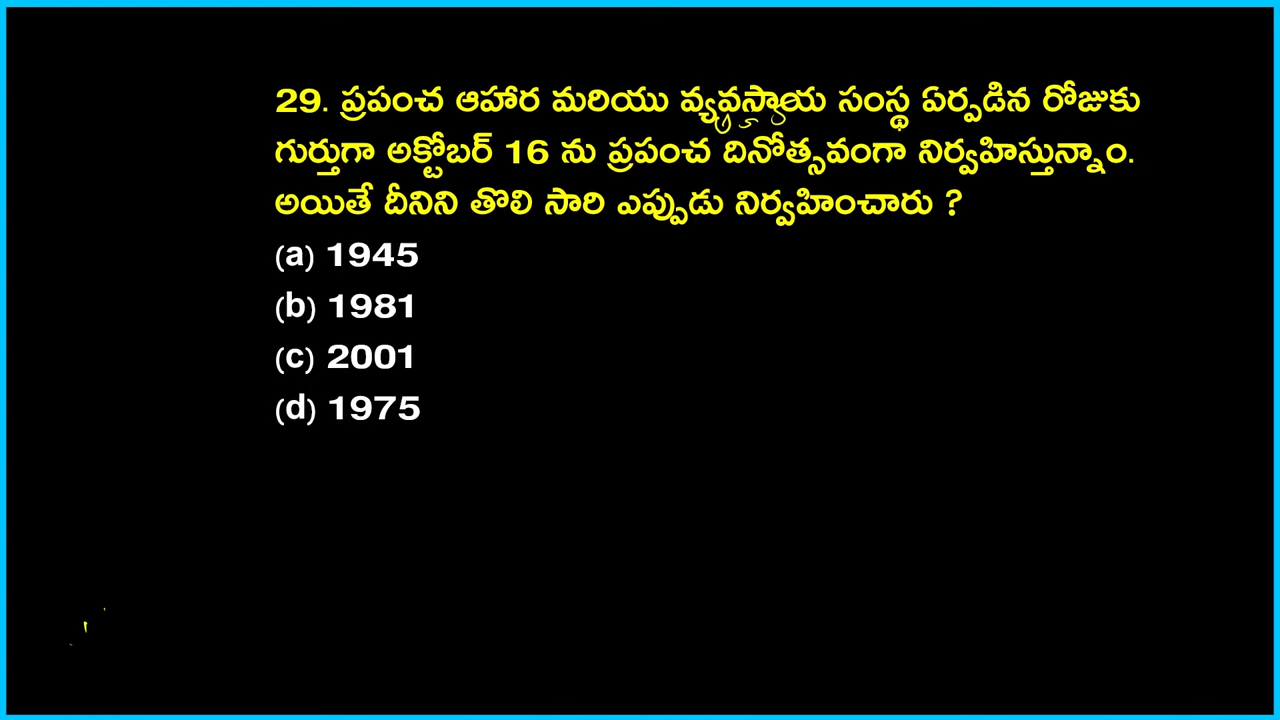 29. ప్రపంచ ఆహార మరియు వ్యవస్సాయ సంస్థ ఏర్పడిన రోజుకు
గుర్తుగా అక్టోబర్ 16 ను ప్రపంచ దినోత్సవంగా నిర్వహిస్తున్నాం.
అయితే దీనిని తొలి సారి ఎప్పుడు నిర్వహించారు ?
(a) 1945
(b) 1981
(c) 2001
(d) 1975